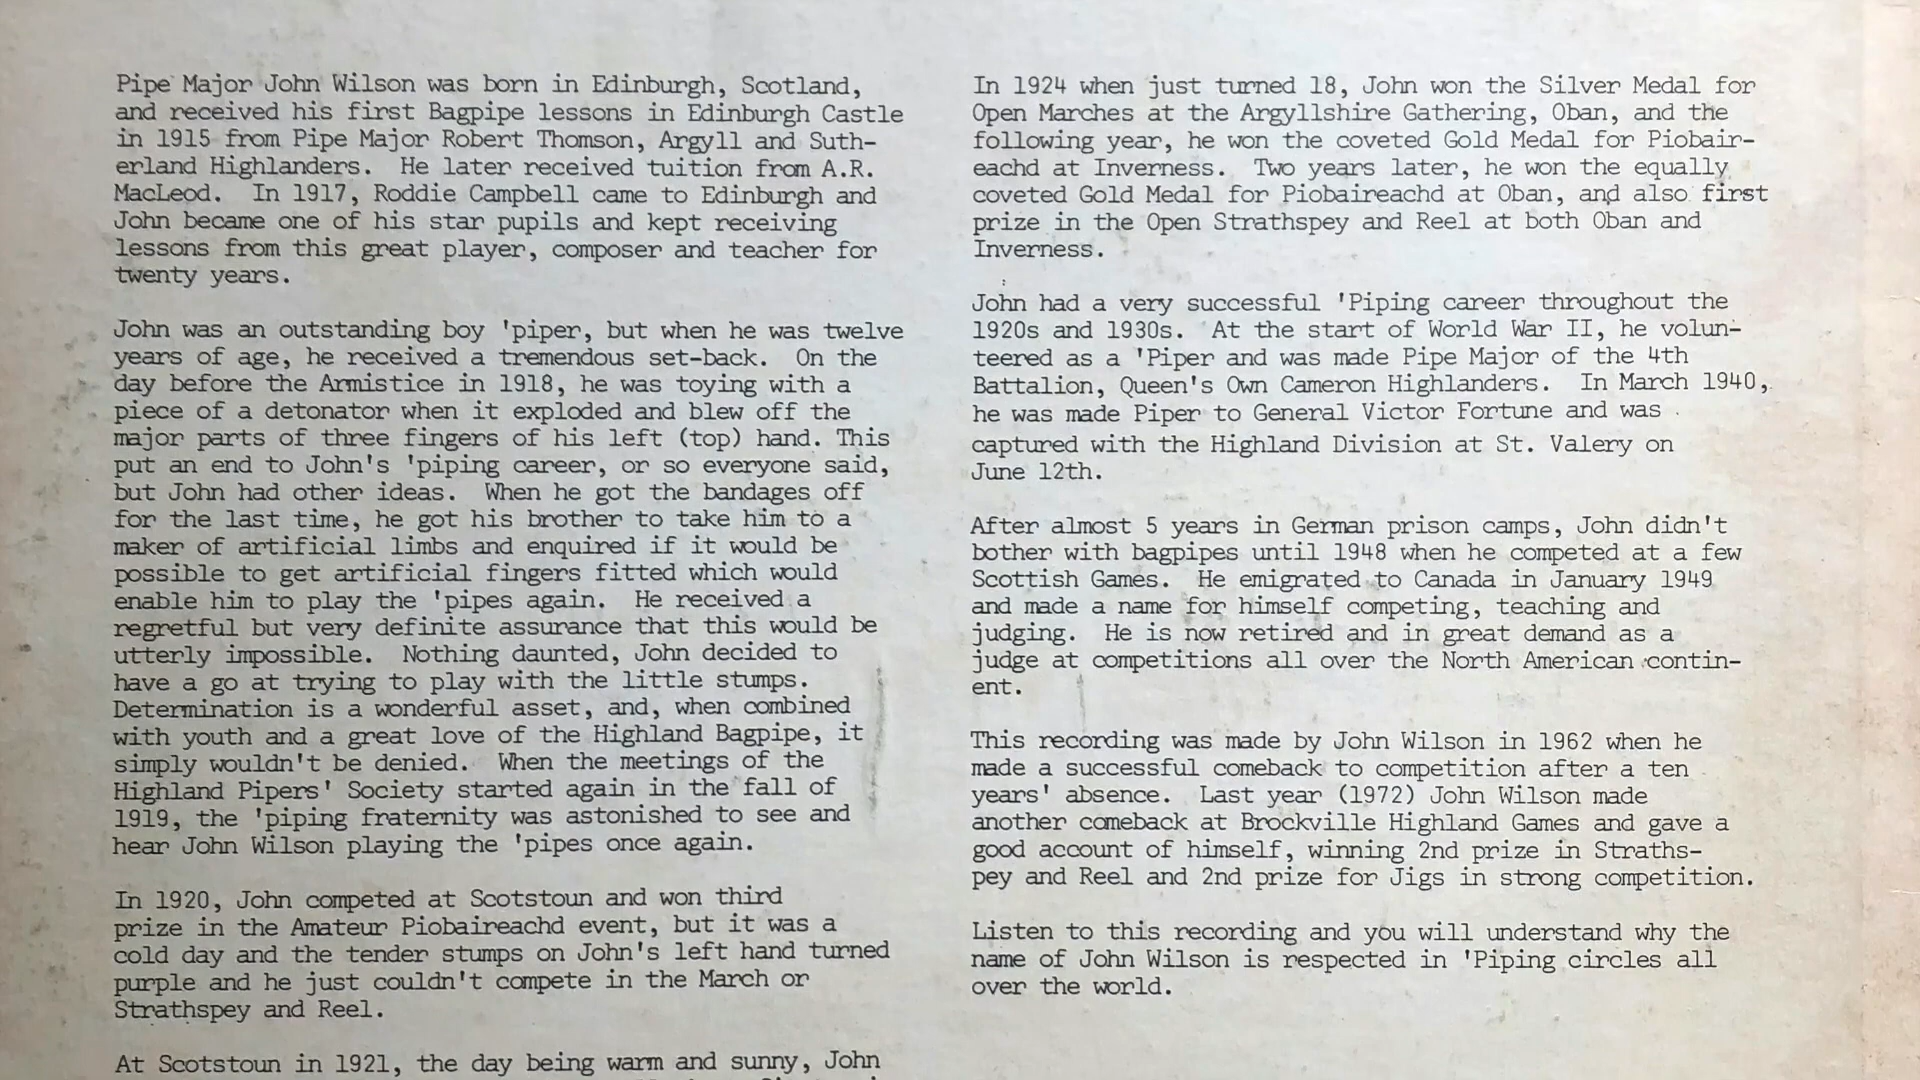 Pipe Major John Wilson was born in Edinburgh, Scotland,
and received his first Bagpipe lessons in Edinburgh Castle
in 1915 from Pipe Major Robert Thomson, Argyll and Suth-
erland Highlanders. He later received tuition from A.R.
MacLeod. In 1917, Roddie Campbell came to Edinburgh and
John became one of his star pupils and kept receiving
lessons from this great player, composer and teacher for
twenty years.
John was an outstanding boy 'piper, but when he was twelve
years of age, he received a tremendous set-back. On the
day before the Armistice in 1918, he was toying with a
piece of a detonator when it exploded and blew off the
major parts of three fingers of his left (top) hand. This
put an end to John's 'piping career, or so everyone said,
but John had other ideas. When he got the bandages off
for the last time, he got his brother to take him to a
maker of artificial limbs and enquired if it would be
possible to get artificial fingers fitted which would
enable him to play the 'pipes again. He received a
regretful but very definite assurance that this would be
utterly impossible. Nothing daunted, John decided to
have a go at trying to play with the little stumps.
Determination is a wonderful asset, and, when combined
with youth and a great love of the Highland Bagpipe, it
simply wouldn't be denied. When the meetings of the
Highland Pipers' Society started again in the fall of
1919, the 'piping fraternity was astonished to see and
hear John Wilson playing the 'pipes once again.
In 1920, John competed at Scotstoun and won third
prize in the Amateur Piobaireachd event, but it was a
cold day and the tender stumps on John's left hand turned
purple and he just couldn't compete in the March or
Strathspey and Reel.
At Scotstoun in 1921, the day being warm and sunny, John
In 1924 when just turned 18, John won the Silver Medal for
Open Marches at the Argyllshire Gathering, Oban, and the
following year, he won the coveted Gold Medal for Piobair-
eachd at Inverness. Two years later, he won the equally
coveted Gold Medal for Piobaireachd at Oban, and also first
prize in the Open Strathspey and Reel at both Oban and
Inverness.
John had a very successful 'Piping career throughout the
1920s and 1930s. At the start of World War II, he volun-
teered as a 'Piper and was made Pipe Major of the 4th
Battalion, Queen's Own Cameron Highlanders. In March 1940,
he was made Piper to General Victor Fortune and was
captured with the Highland Division at St. Valery on
June 12th.
After almost 5 years in German prison camps, John didn't
bother with bagpipes until 1948 when he competed at a few
Scottish Games. He emigrated to Canada in January 1949
and made a name for himself competing, teaching and
judging. He is now retired and in great demand as a
judge at competitions all over the North American contin-
ent.
This recording was made by John Wilson in 1962 when he
made a successful comeback to competition after a ten
years' absence. Last year (1972) John Wilson made
another comeback at Brockville Highland Games and gave a
good account of himself, winning 2nd prize in Straths-
pey and Reel and 2nd prize for Jigs in strong competition.
Listen to this recording and you will understand why the
name of John Wilson is respected in 'Piping circles all
over the world.